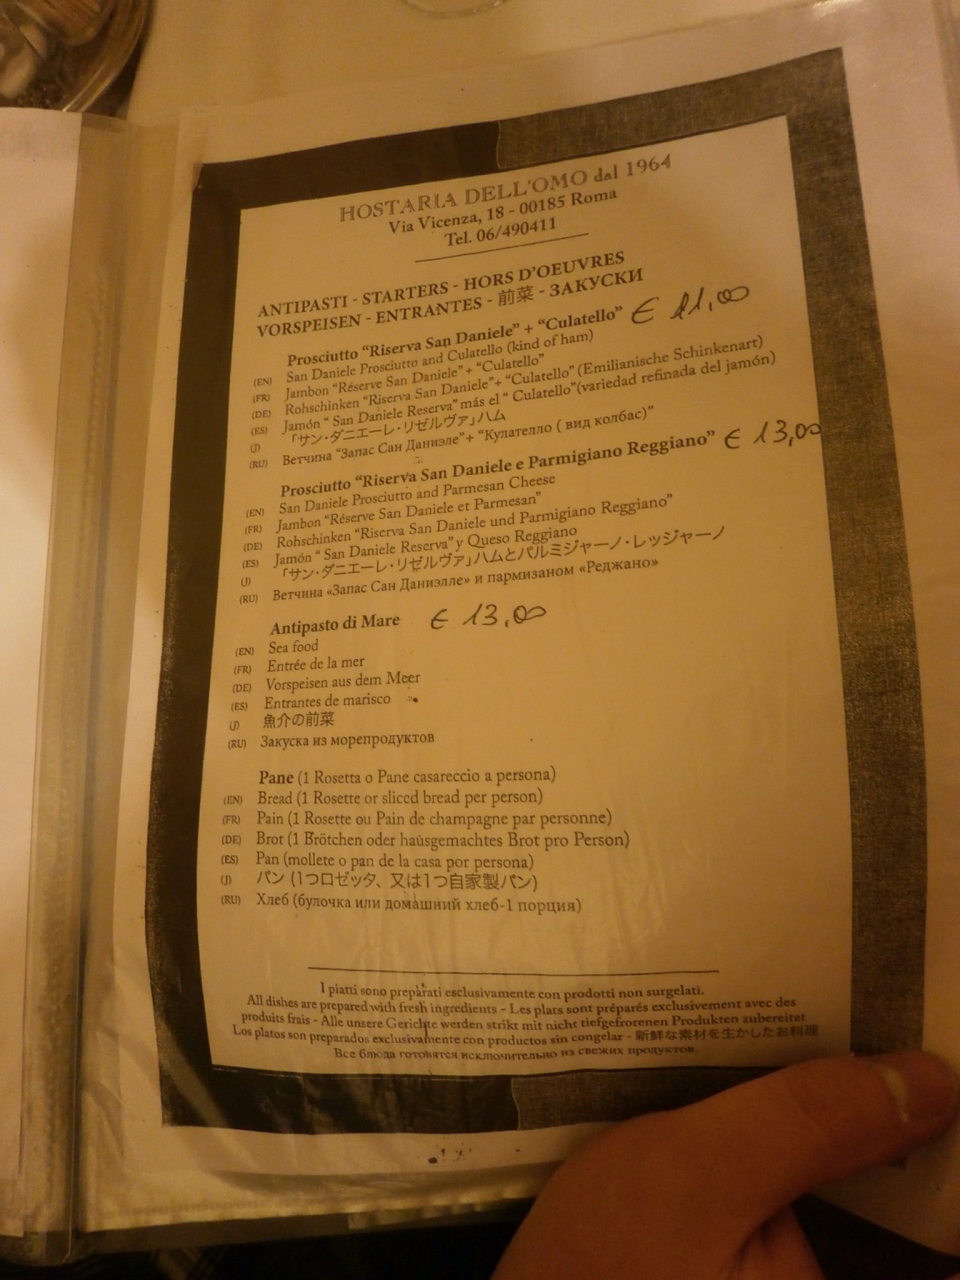 HOSTARIA DELL'OMO dal 1964
Via Vicenza, 18 - 00185 Roma
Tel. 06/490411
ANTIPASTI - STARTERS - HORS D'OEUVRES
VORSPEISEN - ENTRANTES - 前菜 - ЗАКУСКИ
Prosciutto “Riserva San Daniele” + “Culatello” € 11,00
(EN) San Daniele Prosciutto and Culatello (kind of ham)
(FR) Jambon “Réserve San Daniele” + “Culatello”
(DE) Rohschinken “Riserva San Daniele”+ “Culatello” (Emilianische Schinkenart)
(ES) Jamón “ San Daniele Reserva” más el “ Culatello”(variedad refinada del jamón)
(J) 「サン・ダニエーレ・リゼルヴァ」ハム
(RU) Ветчина “Запас Сан Даниэле”+ “Кулателло ( вид колбас)”
Prosciutto “Riserva San Daniele e Parmigiano Reggiano” € 13,00
(EN) San Daniele Prosciutto and Parmesan Cheese
(FR) Jambon “Réserve San Daniele et Parmesan”
(DE) Rohschinken “Riserva San Daniele und Parmigiano Reggiano”
(ES) Jamón “ San Daniele Reserva” y Queso Reggiano
(J) 「サン・ダニエーレ・リゼルヴァ」ハムとパルミジャーノ・レッジャーノ
(RU) Ветчина «Запас Сан Даниэлле» и пармизаном «Реджано»
Antipasto di Mare € 13,00
(EN) Sea food
(FR) Entrée de la mer
(DE) Vorspeisen aus dem Meer
(ES) Entrantes de marisco
(J) 魚介の前菜
(RU) Закуска из морепродуктов
Pane (1 Rosetta o Pane casareccio a persona)
(EN) Bread (1 Rosette or sliced bread per person)
(FR) Pain (1 Rosette ou Pain de champagne par personne)
(DE) Brot (1 Brötchen oder hausgemachtes Brot pro Person)
(ES) Pan (mollete o pan de la casa por persona)
(J) パン (1つロゼッタ、又は1つ自家製パン)
(RU) Хлеб (булочка или домашний хлеб-1 порция)
I piatti sono preparati esclusivamente con prodotti non surgelati.
All dishes are prepared with fresh ingredients - Les plats sont préparés exclusivement avec des
produits frais - Alle unsere Gerichte werden strikt mit nicht tiefgefrorenen Produkten zubereitet
Los platos son preparados exclusivamente con productos sin congelar - 新鮮な素材を生かしたお料理
Все блюда готовятся исключительно из свежих продуктов